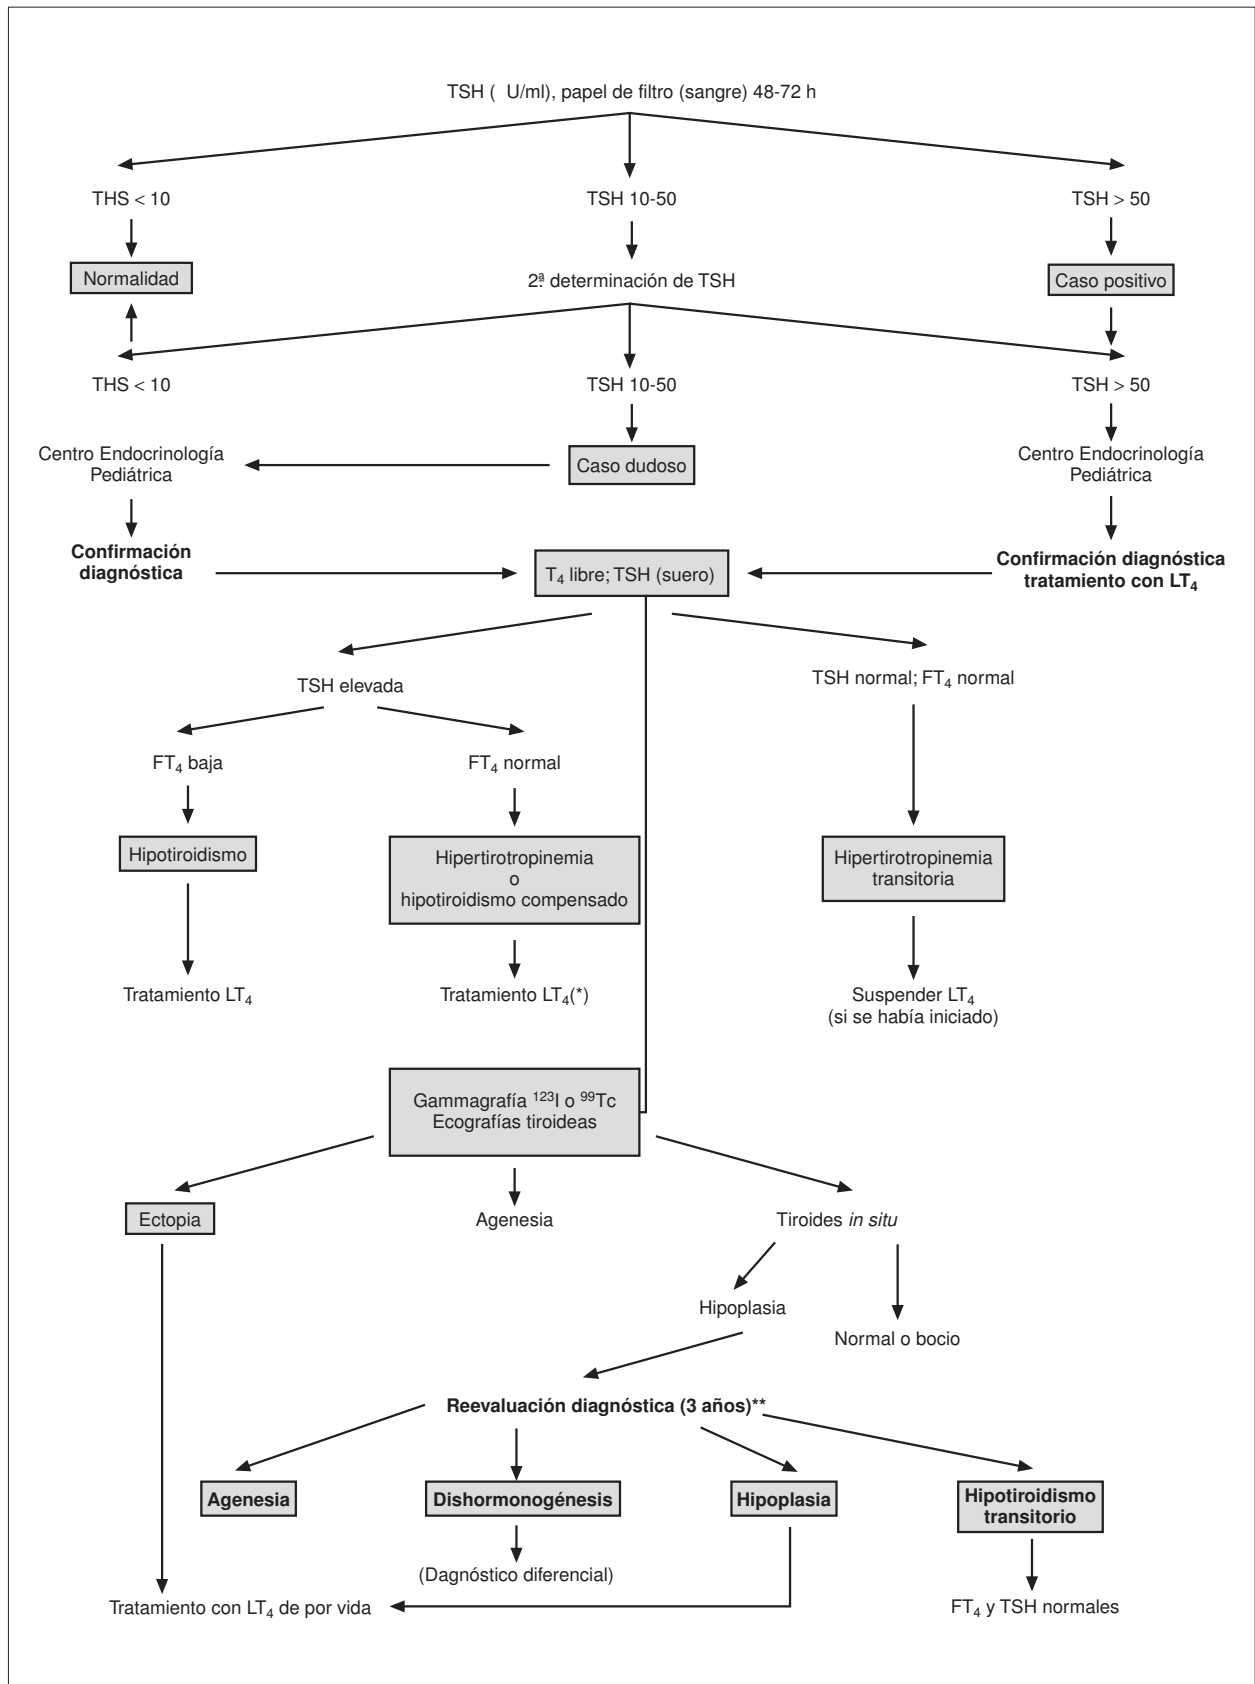 TSH ( U/ml), papel de filtro (sangre) 48-72 h
THS < 10
TSH 10-50
TSH > 50
Normalidad
2.ª determinación de TSH
Caso positivo
THS < 10
TSH 10-50
TSH > 50
Centro Endocrinología
Pediátrica
Caso dudoso
Centro Endocrinología
Pediátrica
Confirmación
diagnóstica
T₄ libre; TSH (suero)
Confirmación diagnóstica
tratamiento con LT₄
TSH elevada
TSH normal; FT₄ normal
FT₄ baja
FT₄ normal
Hipotiroidismo
Hipertirotropinemia
o
hipotiroidismo compensado
Hipertirotropinemia
transitoria
Tratamiento LT₄
Tratamiento LT₄(*)
Suspender LT₄
(si se había iniciado)
Gammagrafía ¹²³I o ⁹⁹Tc
Ecografías tiroideas
Ectopia
Agenesia
Tiroides in situ
Hipoplasia
Normal o bocio
Reevaluación diagnóstica (3 años)**
Agenesia
Dishormonogénesis
Hipoplasia
Hipotiroidismo
transitorio
(Dagnóstico diferencial)
Tratamiento con LT₄ de por vida
FT₄ y TSH normales